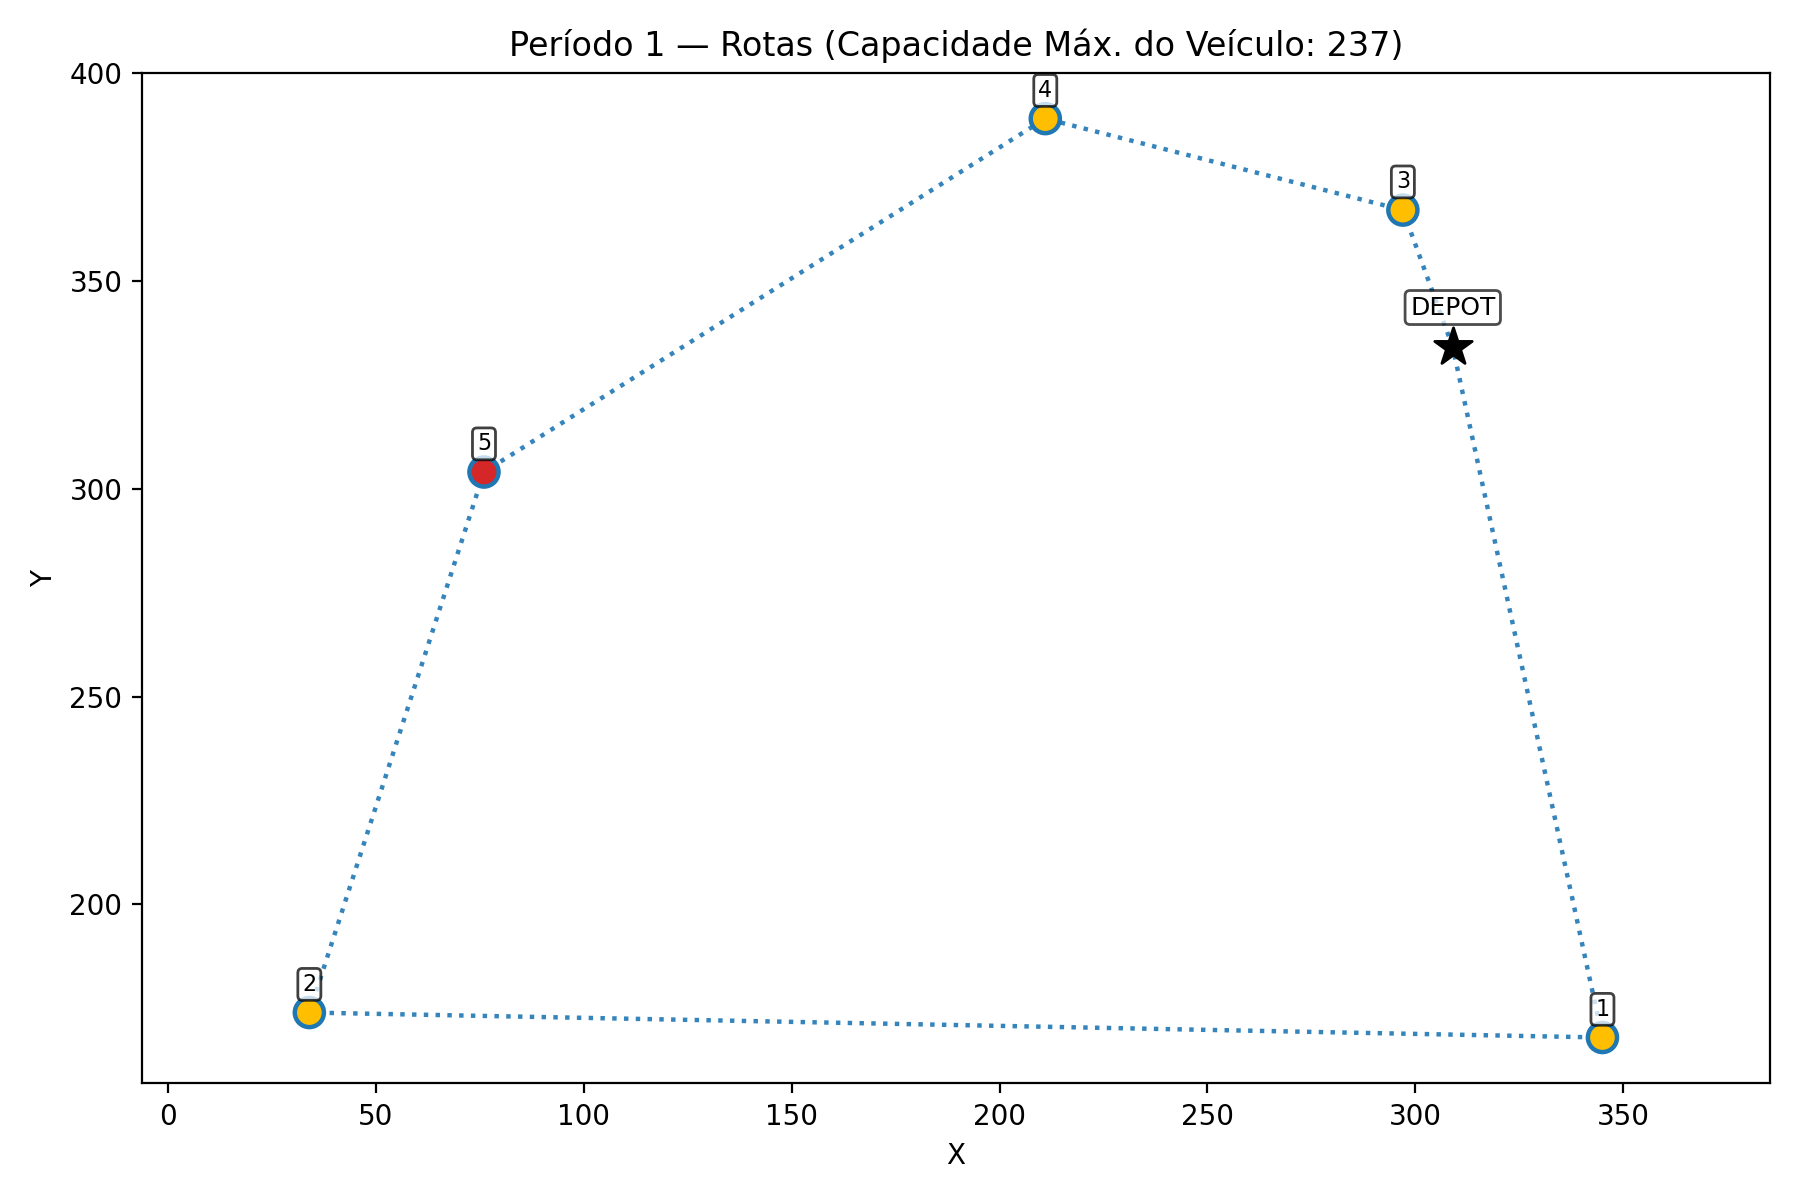 Período 1 — Rotas (Capacidade Máx. do Veículo: 237)
400
350
300
250
200
Y
4
3
DEPOT
5
2
1
0 50 100 150 200 250 300 350
X